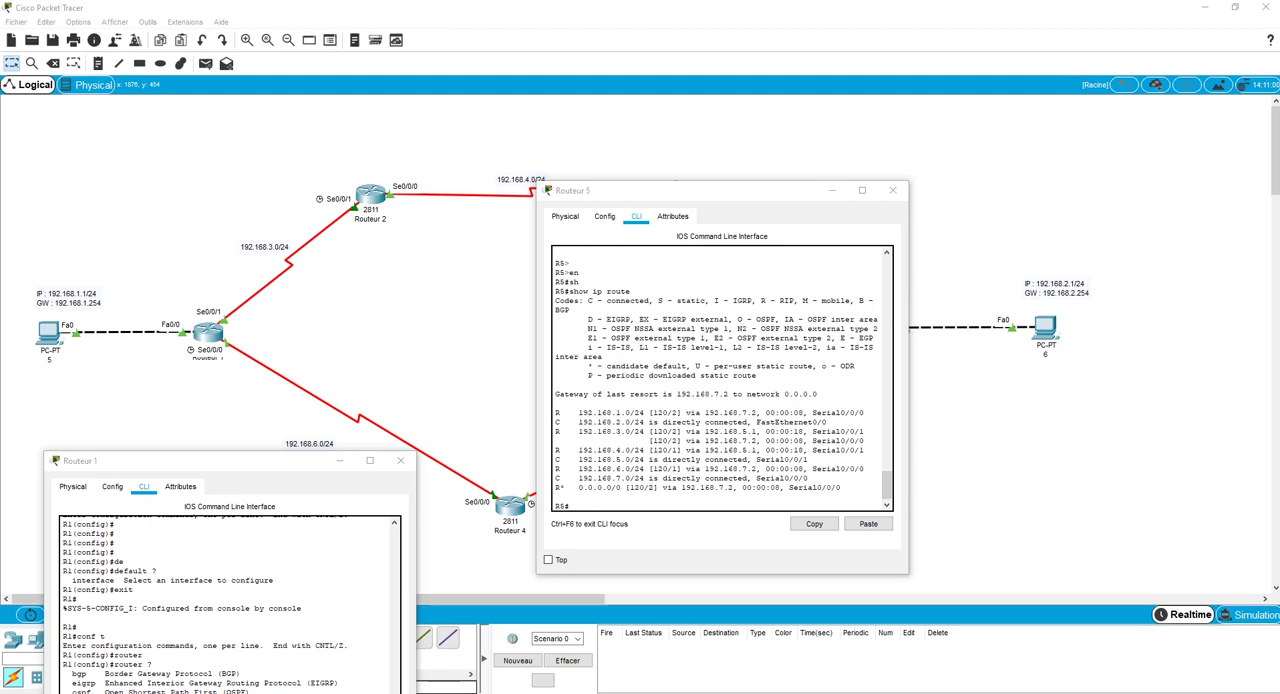 Cisco Packet Tracer
Fichier Editer Options Afficher Outils Extensions Aide
?
Logical Physical x: 1876, y: 454 [Racine] 14:11:00
192.168.4.0/24
Se0/0/0
Se0/0/1
2811
Routeur 2
192.168.3.0/24
IP : 192.168.1.1/24
GW : 192.168.1.254
Se0/0/1
Fa0
Fa0/0
Se0/0/0
PC-PT
5
192.168.6.0/24
Se0/0/0
2811
Routeur 4
IP : 192.168.2.1/24
GW : 192.168.2.254
Fa0
PC-PT
6
Routeur 5
Physical Config CLI Attributes
IOS Command Line Interface
R5>
R5>en
R5#sh
R5#show ip route
Codes: C - connected, S - static, I - IGRP, R - RIP, M - mobile, B -
BGP
D - EIGRP, EX - EIGRP external, O - OSPF, IA - OSPF inter area
N1 - OSPF NSSA external type 1, N2 - OSPF NSSA external type 2
E1 - OSPF external type 1, E2 - OSPF external type 2, E - EGP
i - IS-IS, L1 - IS-IS level-1, L2 - IS-IS level-2, ia - IS-IS
inter area
* - candidate default, U - per-user static route, o - ODR
P - periodic downloaded static route
Gateway of last resort is 192.168.7.2 to network 0.0.0.0
R 192.168.1.0/24 [120/2] via 192.168.7.2, 00:00:08, Serial0/0/0
C 192.168.2.0/24 is directly connected, FastEthernet0/0
R 192.168.3.0/24 [120/2] via 192.168.5.1, 00:00:08, Serial0/0/1
[120/2] via 192.168.7.2, 00:00:08, Serial0/0/0
R 192.168.4.0/24 [120/1] via 192.168.5.1, 00:00:08, Serial0/0/1
C 192.168.5.0/24 is directly connected, Serial0/0/1
R 192.168.6.0/24 [120/1] via 192.168.7.2, 00:00:08, Serial0/0/0
C 192.168.7.0/24 is directly connected, Serial0/0/0
R* 0.0.0.0/0 [120/2] via 192.168.7.2, 00:00:08, Serial0/0/0
R5#
Ctrl+F6 to exit CLI focus
Copy Paste
Top
Routeur 1
Physical Config CLI Attributes
IOS Command Line Interface
R1(config)#
R1(config)#
R1(config)#
R1(config)#
R1(config)#de
R1(config)#default ?
interface Select an interface to configure
R1(config)#exit
R1#
%SYS-5-CONFIG_I: Configured from console by console
R1#
R1#conf t
Enter configuration commands, one per line. End with CNTL/Z.
R1(config)#router
R1(config)#router ?
bgp Border Gateway Protocol (BGP)
eigrp Enhanced Interior Gateway Routing Protocol (EIGRP)
ospf Open Shortest Path First (OSPF)
Realtime Simulation
Scenario 0
Nouveau Effacer
Fire Last Status Source Destination Type Color Time(sec) Periodic Num Edit Delete